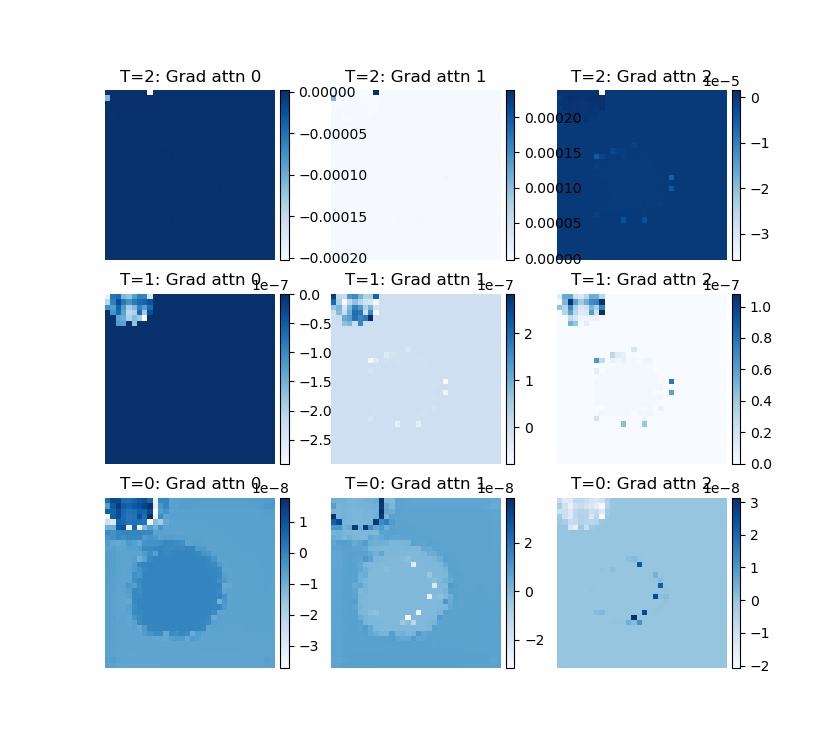 T=2: Grad attn 0
T=2: Grad attn 1
T=2: Grad attn 2
1e−5
0.00000
−0.00005
−0.00010
−0.00015
−0.00020
0.00020
0.00015
0.00010
0.00005
0.00000
0
−1
−2
−3
T=1: Grad attn 0
1e−7
T=1: Grad attn 1
1e−7
T=1: Grad attn 2
1e−7
0.0
−0.5
−1.0
−1.5
−2.0
−2.5
2
1
0
1.0
0.8
0.6
0.4
0.2
0.0
T=0: Grad attn 0
1e−8
T=0: Grad attn 1
1e−8
T=0: Grad attn 2
1e−8
1
0
−1
−2
−3
2
0
−2
3
2
1
0
−1
−2